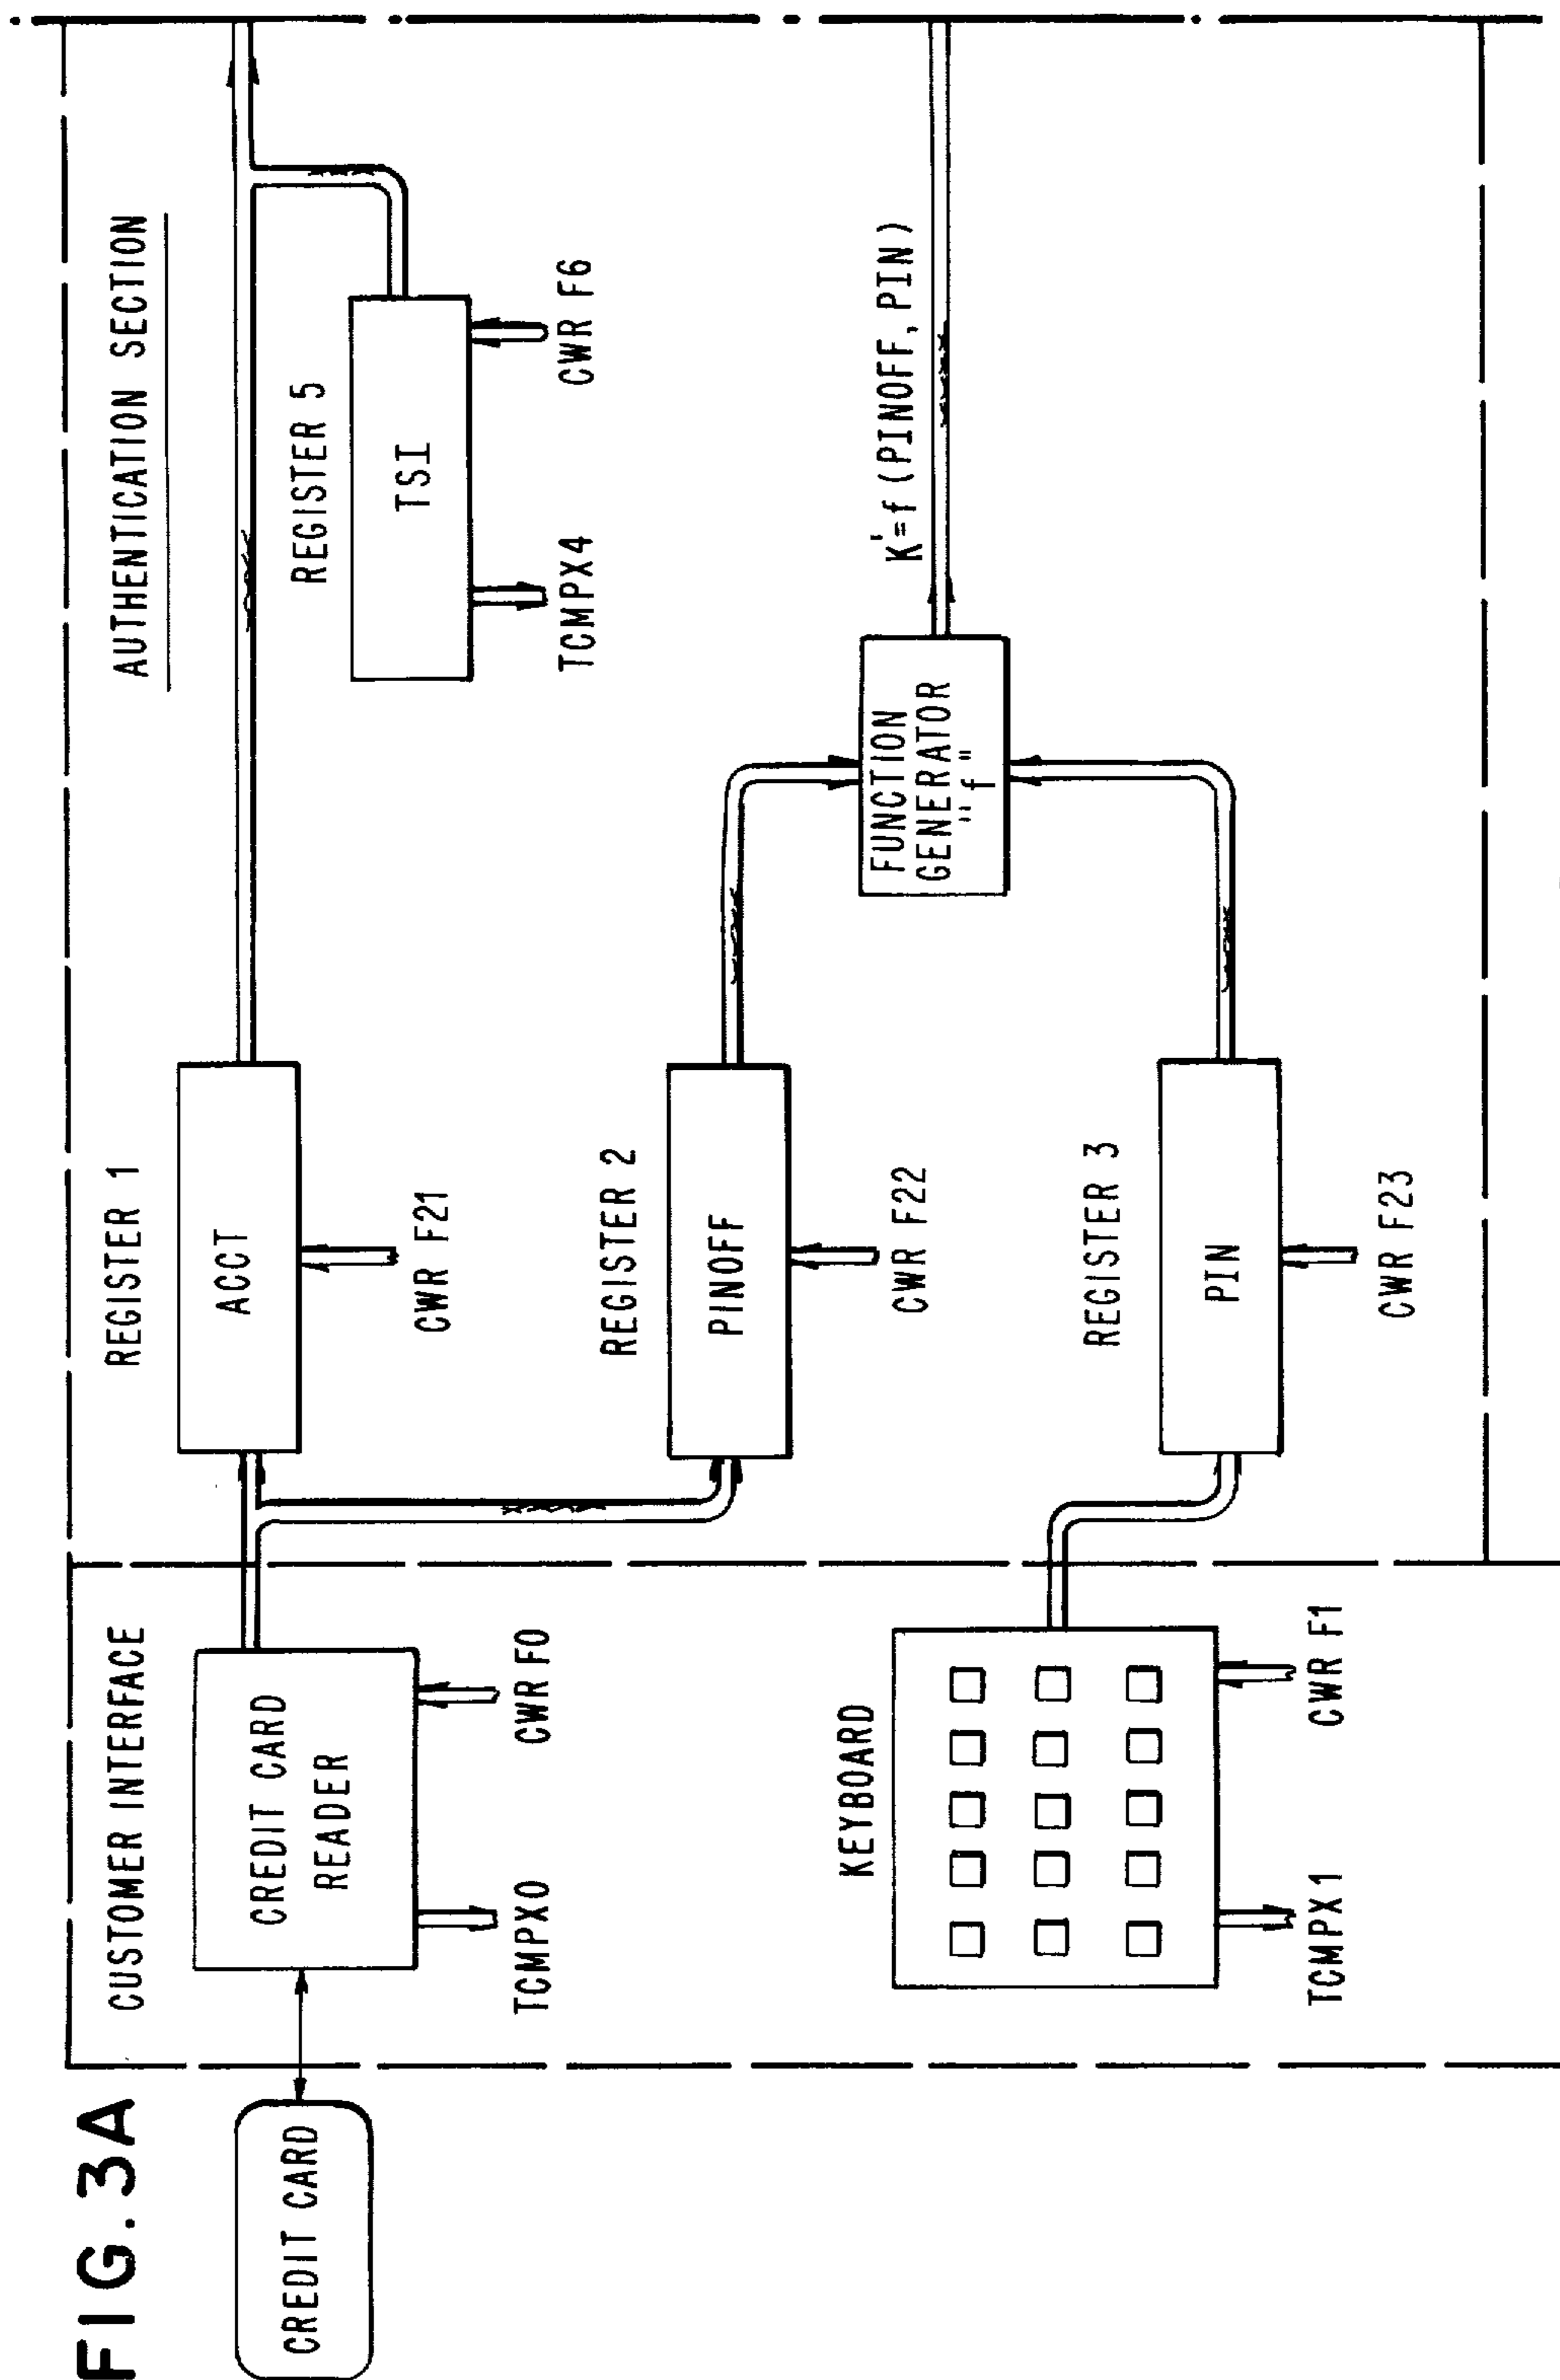 FIG. 3A
CREDIT CARD
CUSTOMER INTERFACE
CREDIT CARD
READER
TCMPX0
CWR F0
KEYBOARD
TCMPX1
CWR F1
REGISTER 1
ACCT
CWR F21
REGISTER 2
PINOFF
CWR F22
REGISTER 3
PIN
CWR F23
AUTHENTICATION SECTION
REGISTER 5
TSI
TCMPX4
CWR F6
FUNCTION
GENERATOR
"f"
K'=f (PINOFF, PIN)